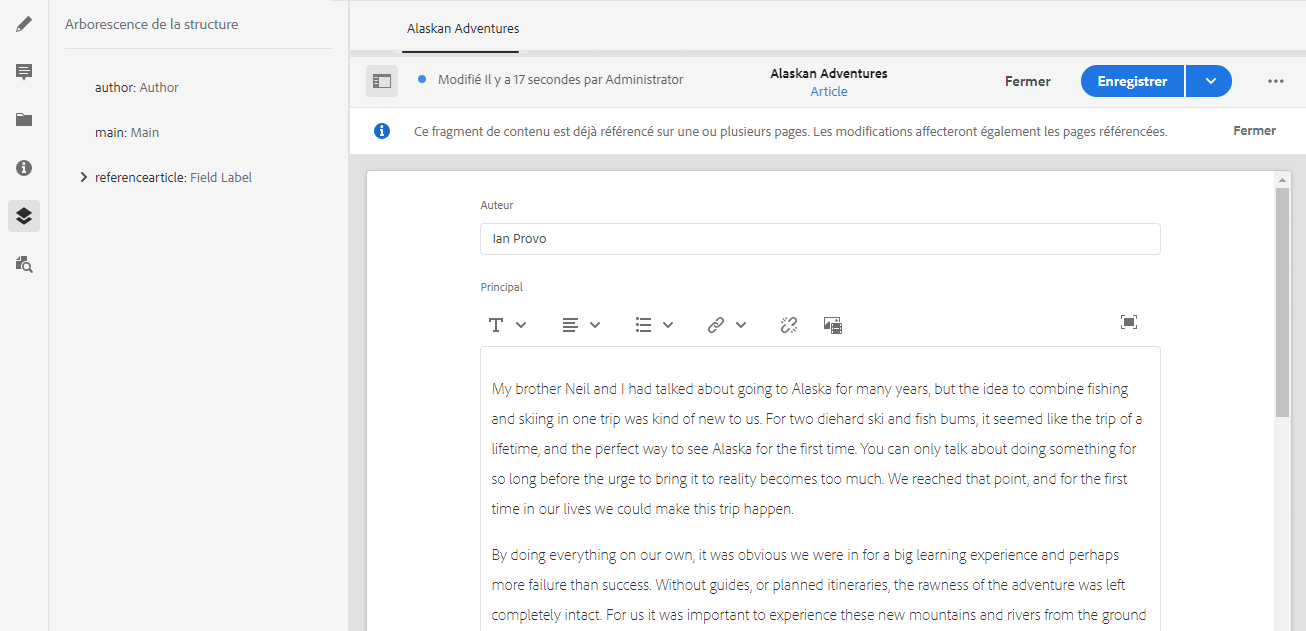 Arborescence de la structure
author: Author
main: Main
referencearticle: Field Label
Alaskan Adventures
Modifié Il y a 17 secondes par Administrator
Alaskan Adventures
Article
Fermer
Enregistrer
Ce fragment de contenu est déjà référencé sur une ou plusieurs pages. Les modifications affecteront également les pages référencées.
Fermer
Auteur
Ian Provo
Principal
My brother Neil and I had talked about going to Alaska for many years, but the idea to combine fishing
and skiing in one trip was kind of new to us. For two diehard ski and fish bums, it seemed like the trip of a
lifetime, and the perfect way to see Alaska for the first time. You can only talk about doing something for
so long before the urge to bring it to reality becomes too much. We reached that point, and for the first
time in our lives we could make this trip happen.
By doing everything on our own, it was obvious we were in for a big learning experience and perhaps
more failure than success. Without guides, or planned itineraries, the rawness of the adventure was left
completely intact. For us it was important to experience these new mountains and rivers from the ground